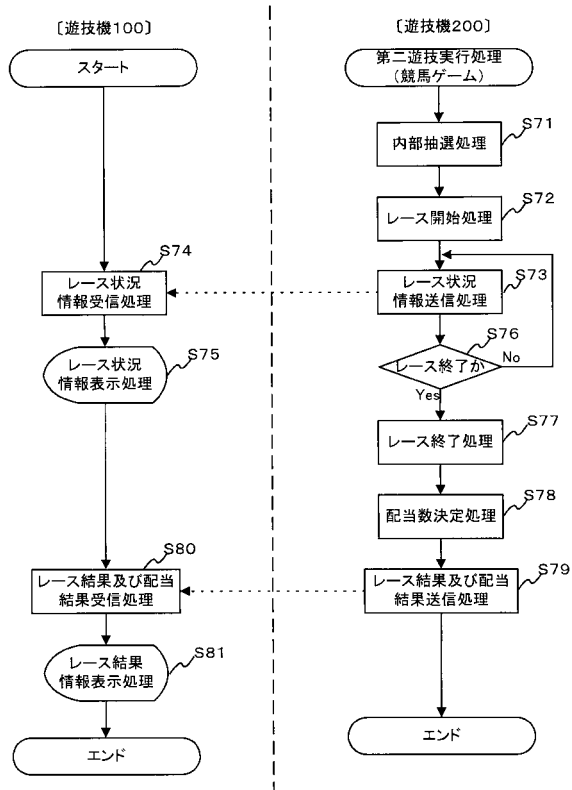 〔遊技機100〕
スタート
S74
レース状況
情報受信処理
S75
レース状況
情報表示処理
S80
レース結果及び配当
結果受信処理
S81
レース結果
情報表示処理
エンド
〔遊技機200〕
第二遊技実行処理
(競馬ゲーム)
S71
内部抽選処理
S72
レース開始処理
S73
レース状況
情報送信処理
S76
レース終了か
No
Yes
S77
レース終了処理
S78
配当数決定処理
S79
レース結果及び配当
結果送信処理
エンド